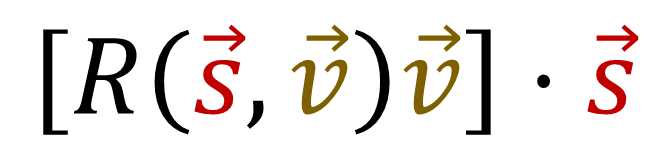 [R(s⃗, v⃗)v⃗] · s⃗